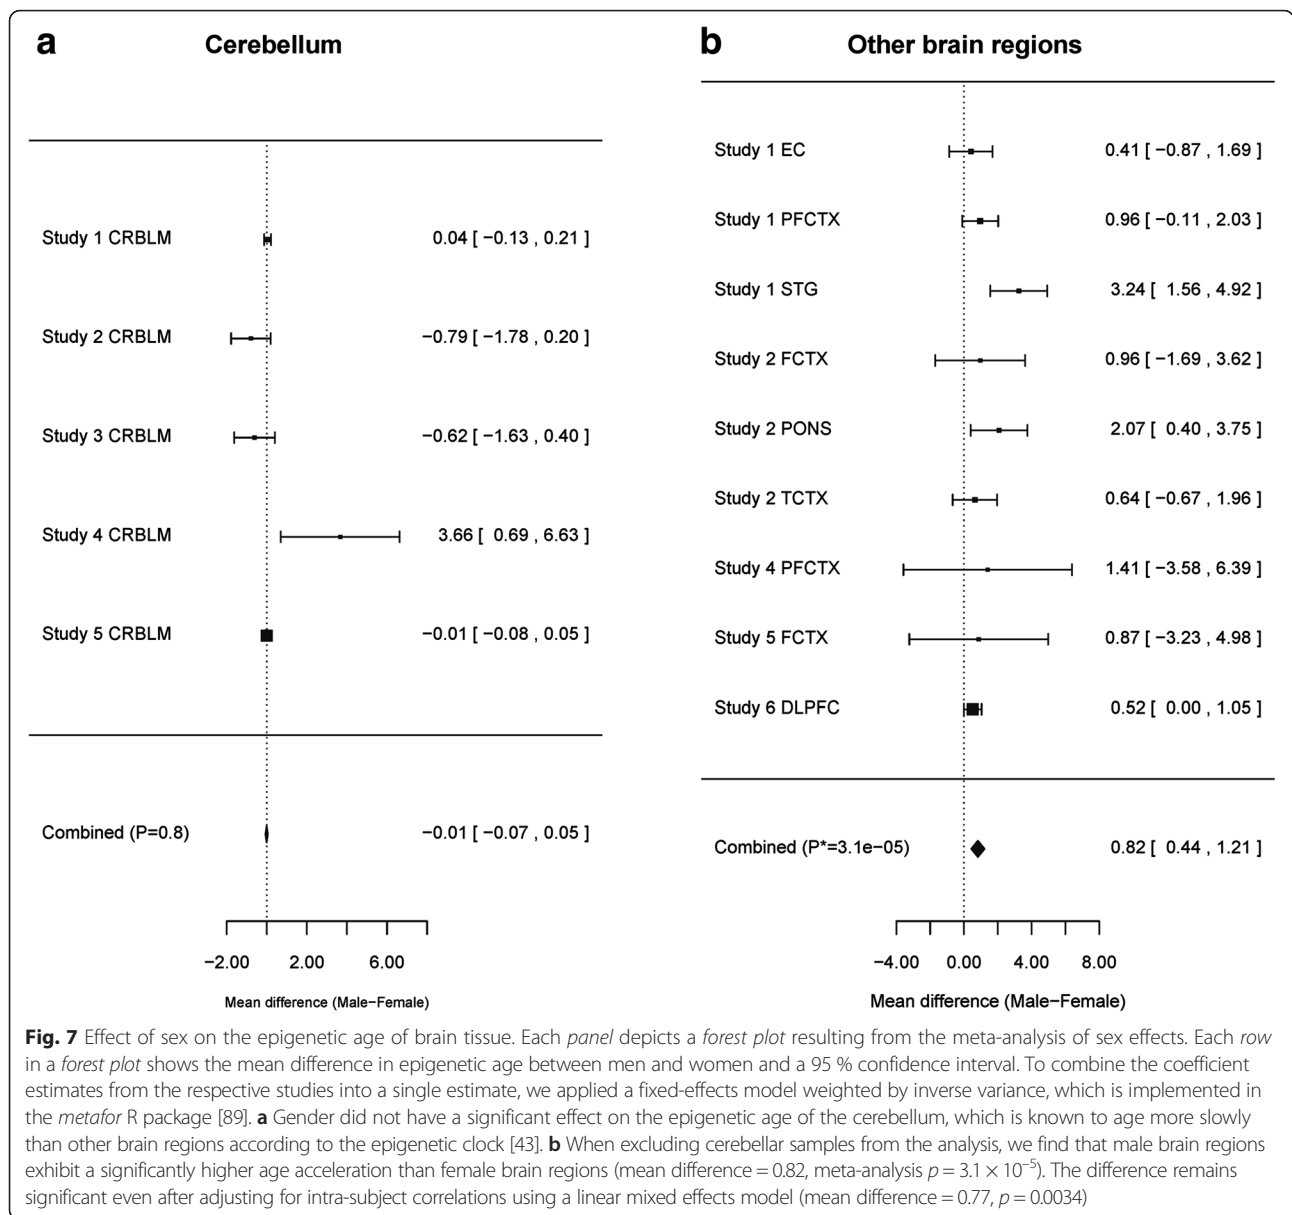 a Cerebellum
Study 1 CRBLM 0.04 [ −0.13 , 0.21 ]
Study 2 CRBLM −0.79 [ −1.78 , 0.20 ]
Study 3 CRBLM −0.62 [ −1.63 , 0.40 ]
Study 4 CRBLM 3.66 [ 0.69 , 6.63 ]
Study 5 CRBLM −0.01 [ −0.08 , 0.05 ]
Combined (P=0.8) −0.01 [ −0.07 , 0.05 ]
−2.00 2.00 6.00
Mean difference (Male−Female)
b Other brain regions
Study 1 EC 0.41 [ −0.87 , 1.69 ]
Study 1 PFCTX 0.96 [ −0.11 , 2.03 ]
Study 1 STG 3.24 [ 1.56 , 4.92 ]
Study 2 FCTX 0.96 [ −1.69 , 3.62 ]
Study 2 PONS 2.07 [ 0.40 , 3.75 ]
Study 2 TCTX 0.64 [ −0.67 , 1.96 ]
Study 4 PFCTX 1.41 [ −3.58 , 6.39 ]
Study 5 FCTX 0.87 [ −3.23 , 4.98 ]
Study 6 DLPFC 0.52 [ 0.00 , 1.05 ]
Combined (P*=3.1e−05) 0.82 [ 0.44 , 1.21 ]
−4.00 0.00 4.00 8.00
Mean difference (Male−Female)
Fig. 7 Effect of sex on the epigenetic age of brain tissue. Each panel depicts a forest plot resulting from the meta-analysis of sex effects. Each row
in a forest plot shows the mean difference in epigenetic age between men and women and a 95 % confidence interval. To combine the coefficient
estimates from the respective studies into a single estimate, we applied a fixed-effects model weighted by inverse variance, which is implemented in
the metafor R package [89]. a Gender did not have a significant effect on the epigenetic age of the cerebellum, which is known to age more slowly
than other brain regions according to the epigenetic clock [43]. b When excluding cerebellar samples from the analysis, we find that male brain regions
exhibit a significantly higher age acceleration than female brain regions (mean difference = 0.82, meta-analysis p = 3.1 × 10⁻⁵). The difference remains
significant even after adjusting for intra-subject correlations using a linear mixed effects model (mean difference = 0.77, p = 0.0034)